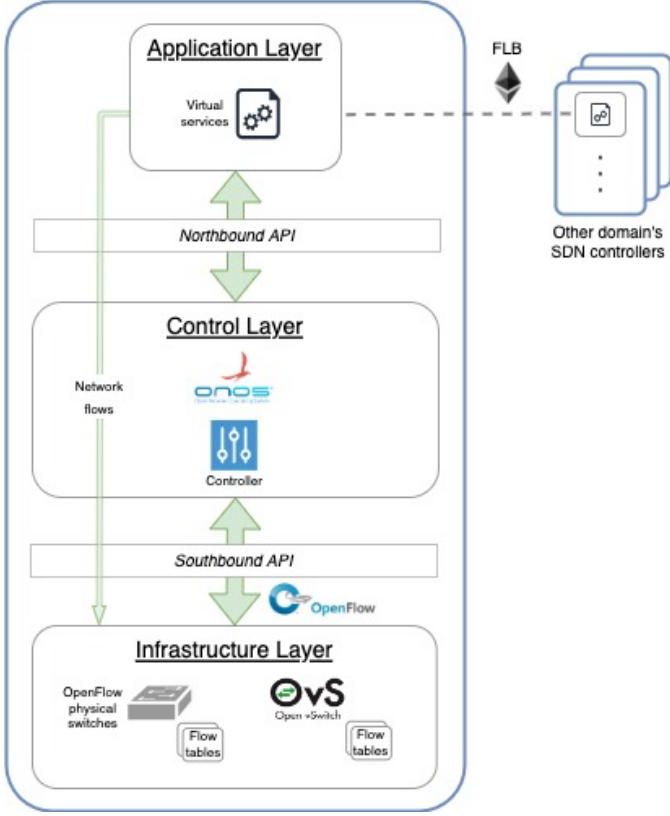 Application Layer
Virtual
services
FLB
Other domain's
SDN controllers
Northbound API
Control Layer
onos
Network
flows
Controller
Southbound API
OpenFlow
Infrastructure Layer
OpenFlow
physical
switches
OvS
Open vSwitch
Flow
tables
Flow
tables